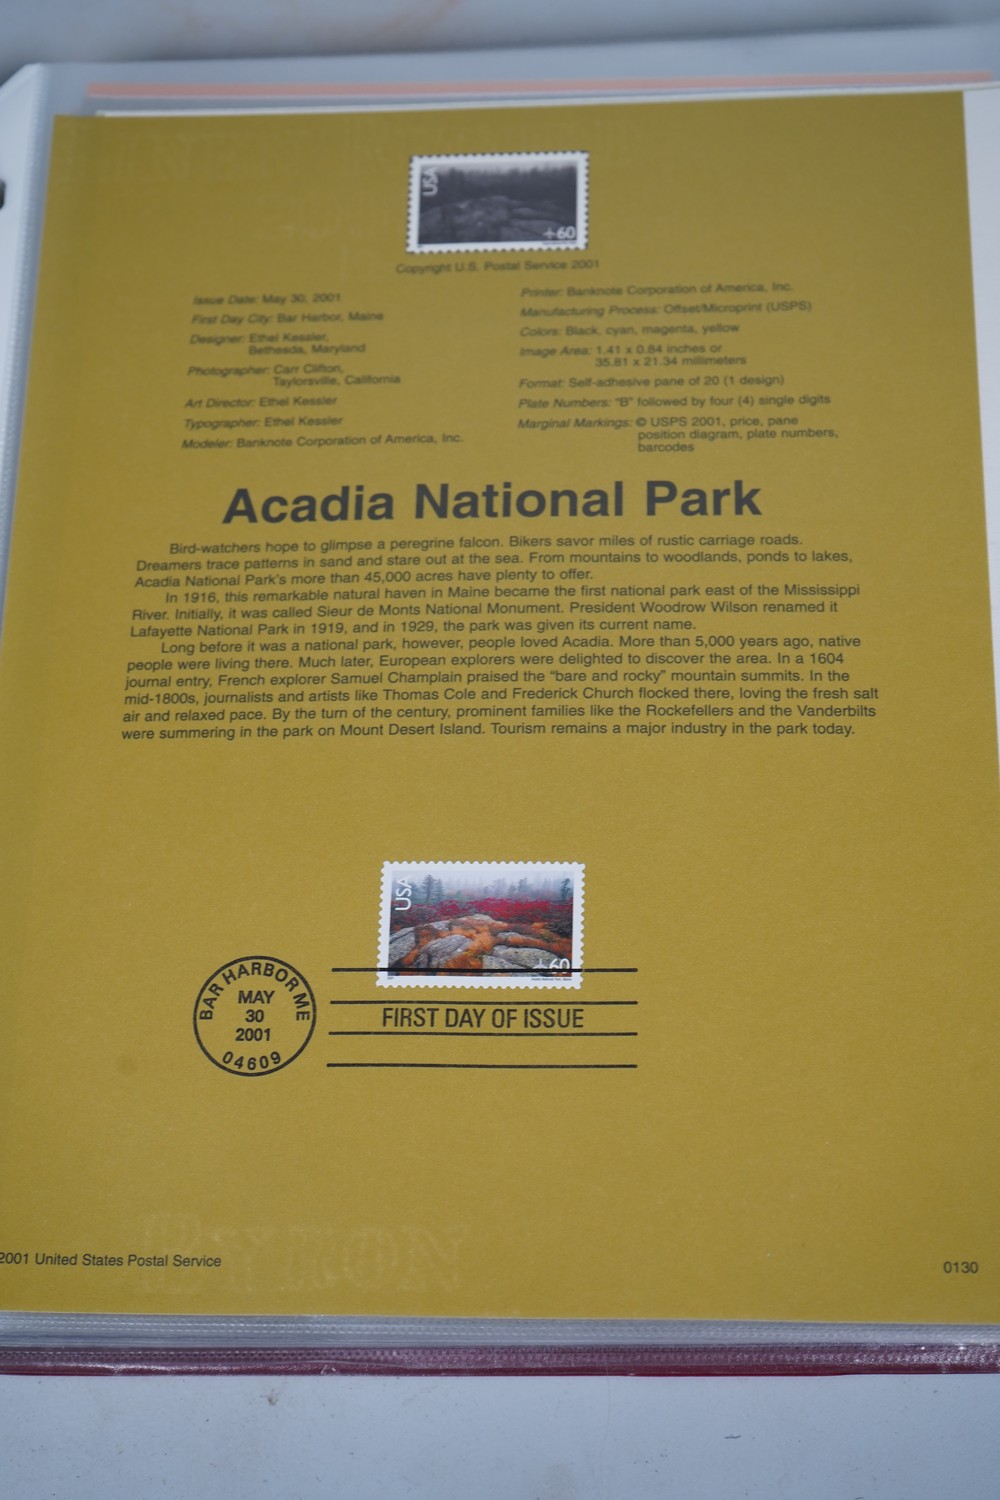 USA
+60
Copyright U.S. Postal Service 2001
Issue Date: May 30, 2001
First Day City: Bar Harbor, Maine
Designer: Ethel Kessler,
Bethesda, Maryland
Photographer: Carr Clifton,
Taylorsville, California
Art Director: Ethel Kessler
Typographer: Ethel Kessler
Modeler: Banknote Corporation of America, Inc.
Printer: Banknote Corporation of America, Inc.
Manufacturing Process: Offset/Microprint (USPS)
Colors: Black, cyan, magenta, yellow
Image Area: 1.41 x 0.84 inches or
35.81 x 21.34 millimeters
Format: Self-adhesive pane of 20 (1 design)
Plate Numbers: "B" followed by four (4) single digits
Marginal Markings: © USPS 2001, price, pane
position diagram, plate numbers,
barcodes
Acadia National Park
Bird-watchers hope to glimpse a peregrine falcon. Bikers savor miles of rustic carriage roads.
Dreamers trace patterns in sand and stare out at the sea. From mountains to woodlands, ponds to lakes,
Acadia National Park's more than 45,000 acres have plenty to offer.
In 1916, this remarkable natural haven in Maine became the first national park east of the Mississippi
River. Initially, it was called Sieur de Monts National Monument. President Woodrow Wilson renamed it
Lafayette National Park in 1919, and in 1929, the park was given its current name.
Long before it was a national park, however, people loved Acadia. More than 5,000 years ago, native
people were living there. Much later, European explorers were delighted to discover the area. In a 1604
journal entry, French explorer Samuel Champlain praised the "bare and rocky" mountain summits. In the
mid-1800s, journalists and artists like Thomas Cole and Frederick Church flocked there, loving the fresh salt
air and relaxed pace. By the turn of the century, prominent families like the Rockefellers and the Vanderbilts
were summering in the park on Mount Desert Island. Tourism remains a major industry in the park today.
USA
+60
BAR HARBOR ME
MAY
30
2001
04609
FIRST DAY OF ISSUE
2001 United States Postal Service
0130